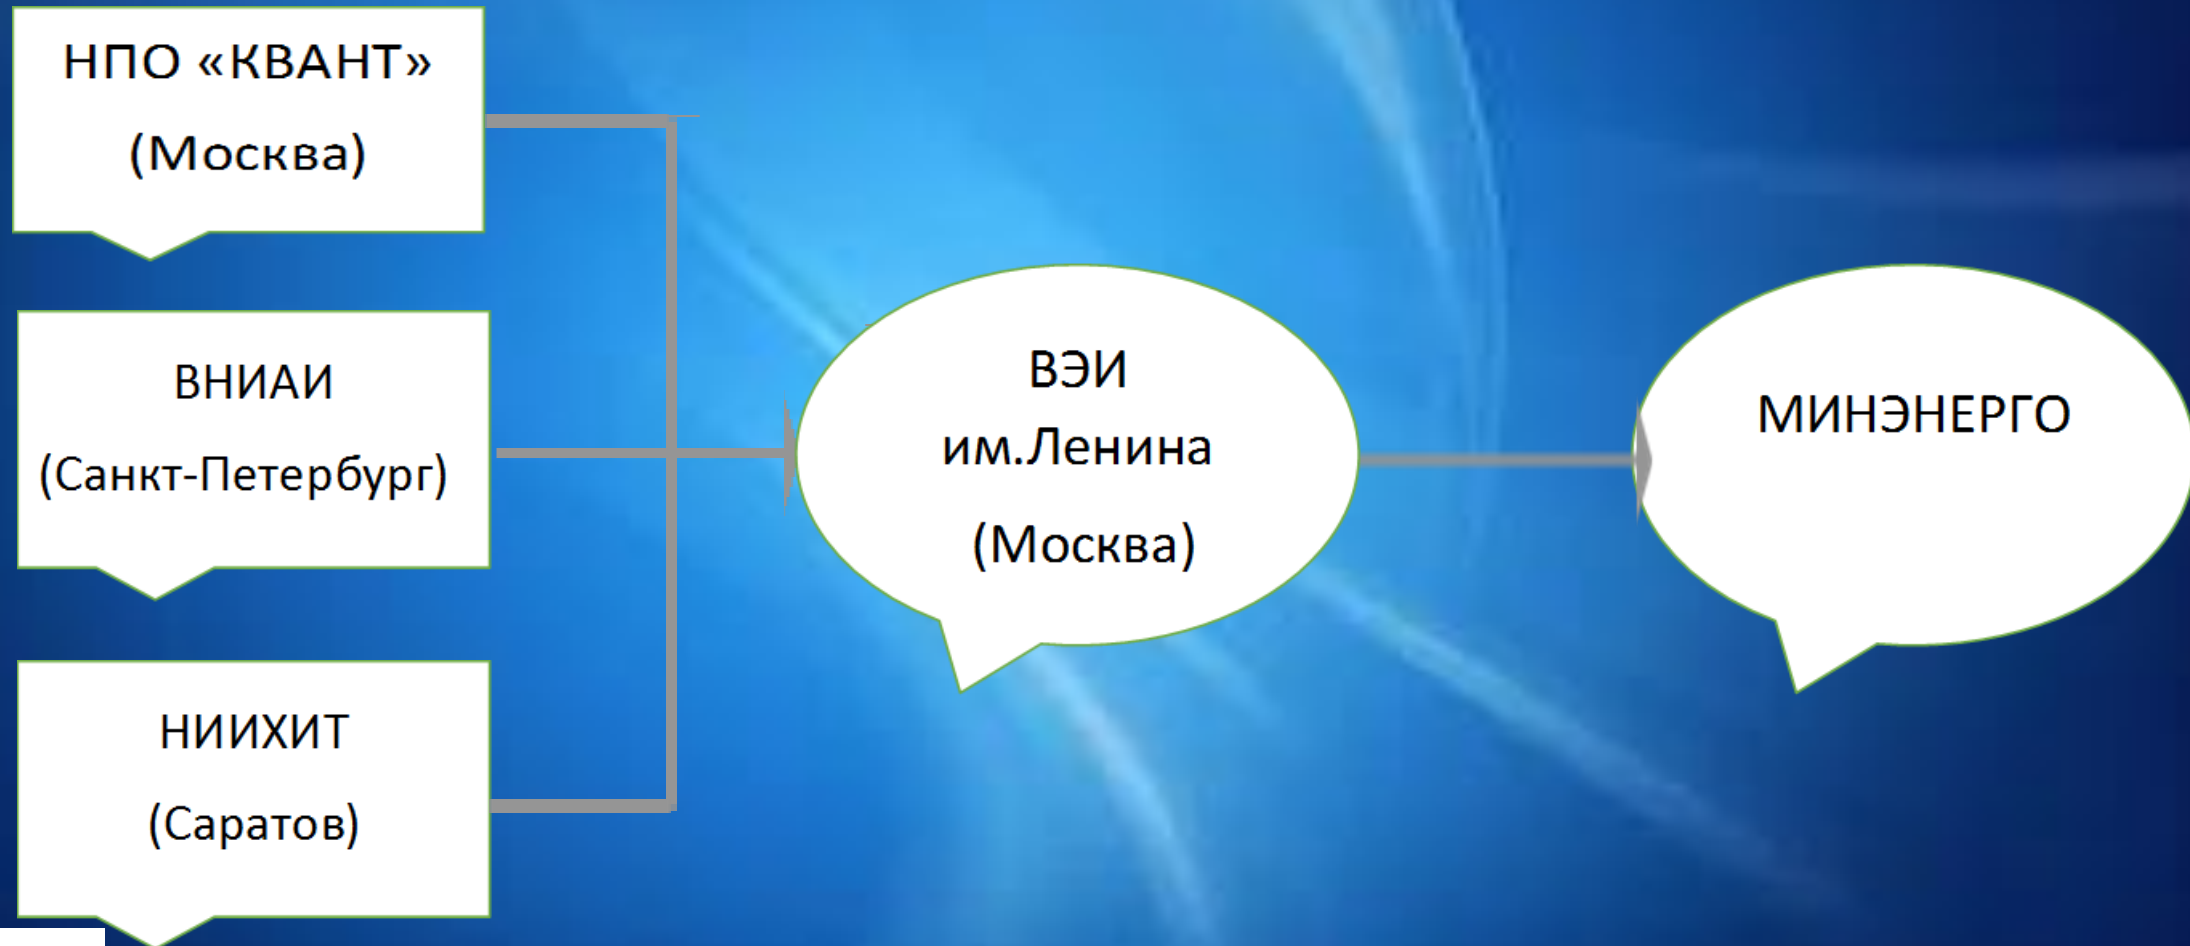 НПО «КВАНТ»
(Москва)
ВНИАИ
(Санкт-Петербург)
НИИХИТ
(Саратов)
ВЭИ
им.Ленина
(Москва)
МИНЭНЕРГО